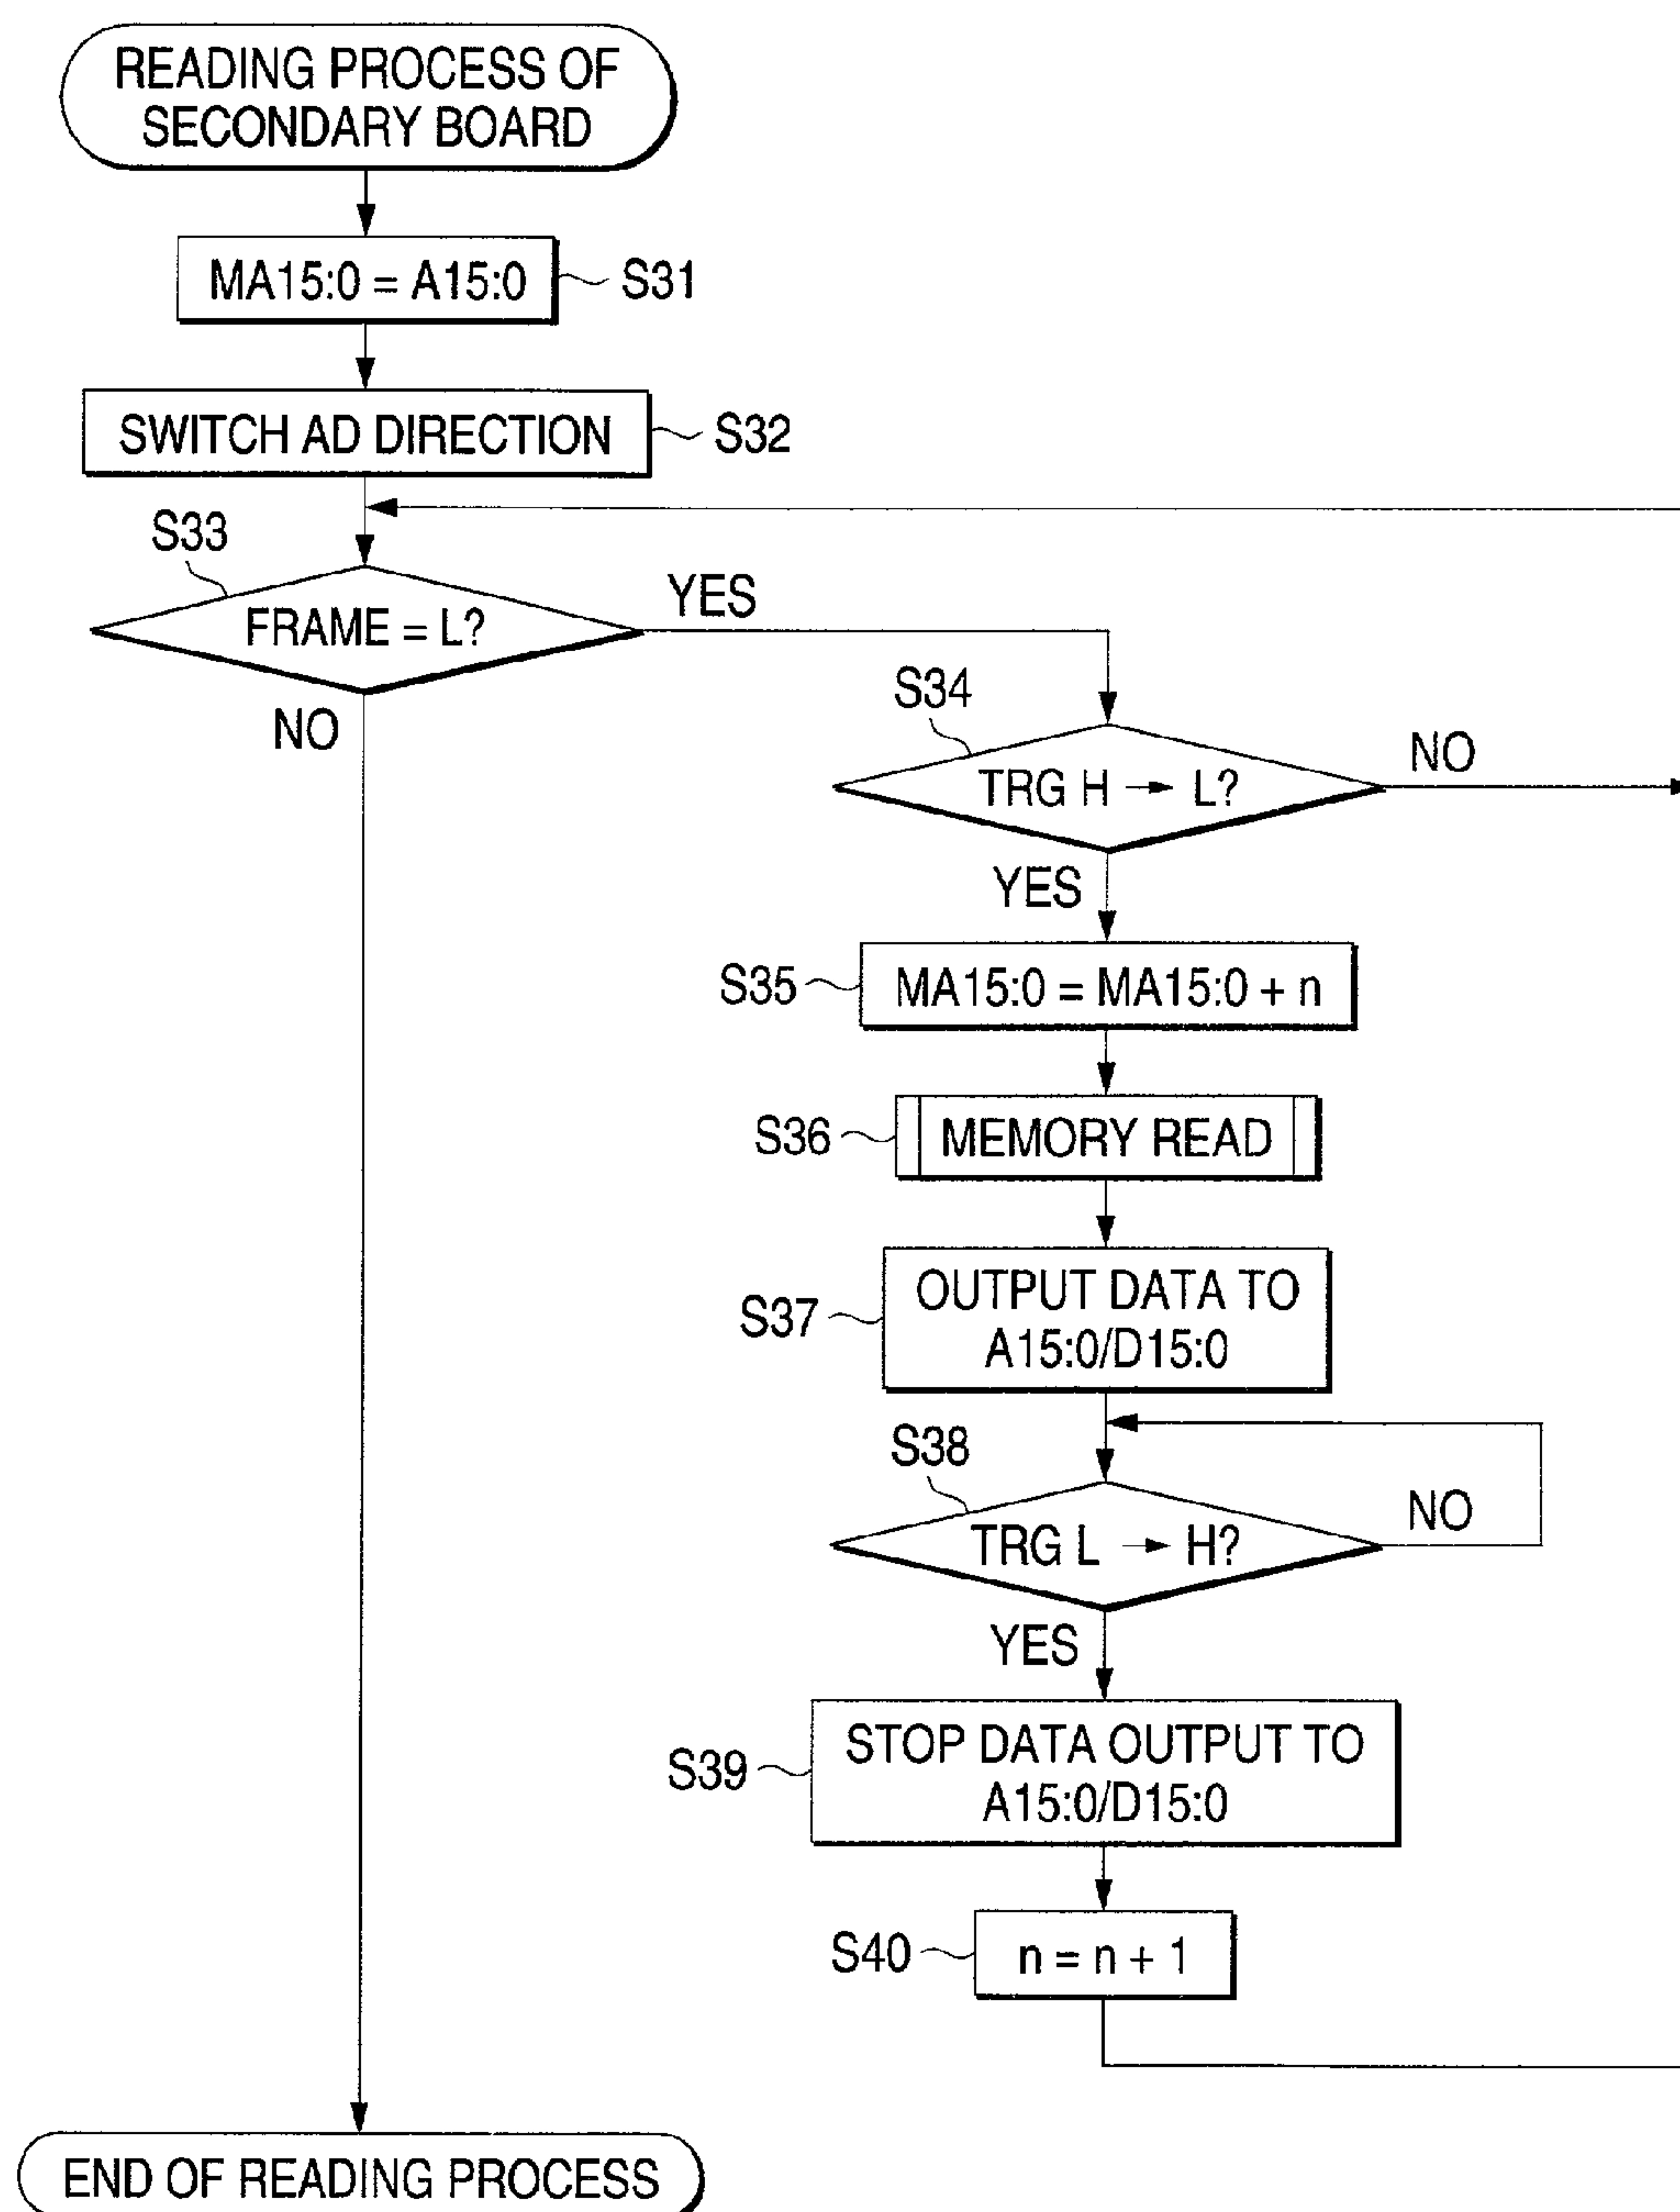 READING PROCESS OF
SECONDARY BOARD
MA15:0 = A15:0
S31
SWITCH AD DIRECTION
S32
S33
FRAME = L?
YES
NO
S34
TRG H → L?
NO
YES
S35
MA15:0 = MA15:0 + n
S36
MEMORY READ
S37
OUTPUT DATA TO
A15:0/D15:0
S38
TRG L → H?
NO
YES
S39
STOP DATA OUTPUT TO
A15:0/D15:0
S40
n = n + 1
END OF READING PROCESS